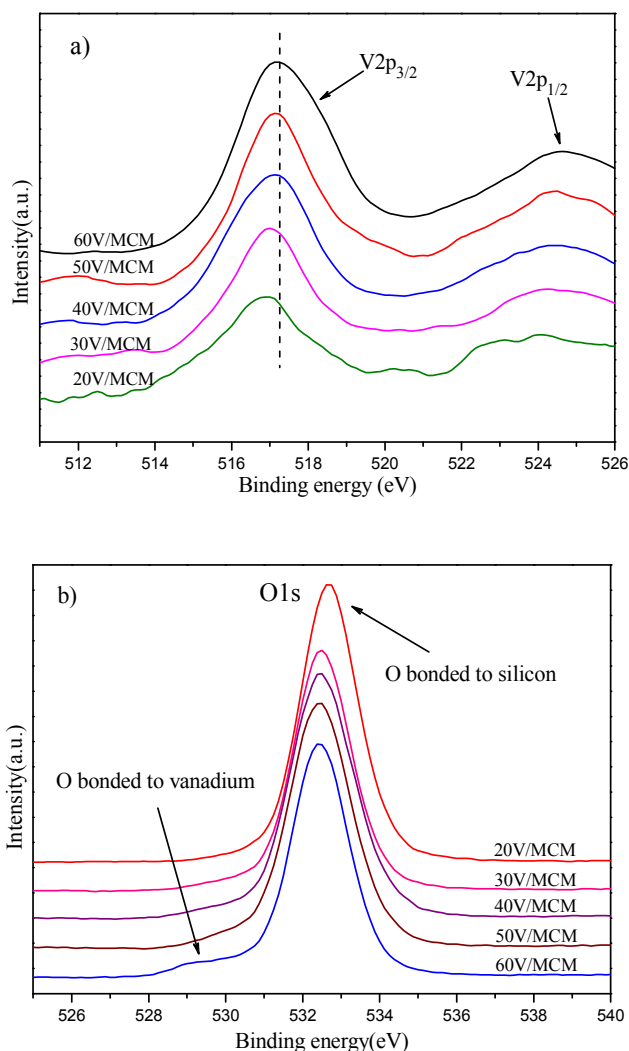 a)
V2p3/2
V2p1/2
60V/MCM
50V/MCM
40V/MCM
30V/MCM
20V/MCM
Intensity(a.u.)
512 514 516 518 520 522 524 526
Binding energy (eV)
b)
O1s
O bonded to silicon
O bonded to vanadium
20V/MCM
30V/MCM
40V/MCM
50V/MCM
60V/MCM
Intensity(a.u.)
526 528 530 532 534 536 538 540
Binding energy(eV)